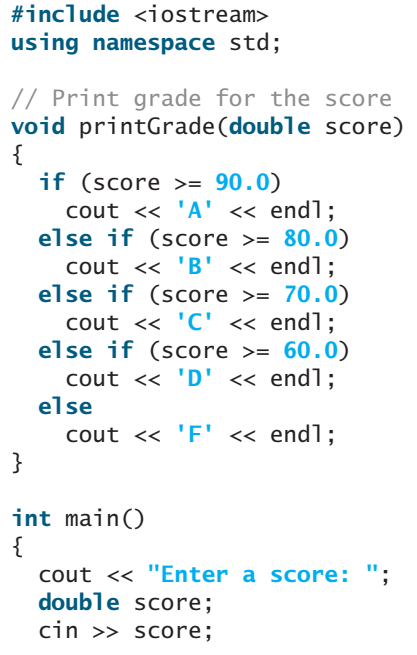 #include <iostream>
using namespace std;

// Print grade for the score
void printGrade(double score)
{
  if (score >= 90.0)
    cout << 'A' << endl;
  else if (score >= 80.0)
    cout << 'B' << endl;
  else if (score >= 70.0)
    cout << 'C' << endl;
  else if (score >= 60.0)
    cout << 'D' << endl;
  else
    cout << 'F' << endl;
}

int main()
{
  cout << "Enter a score: ";
  double score;
  cin >> score;